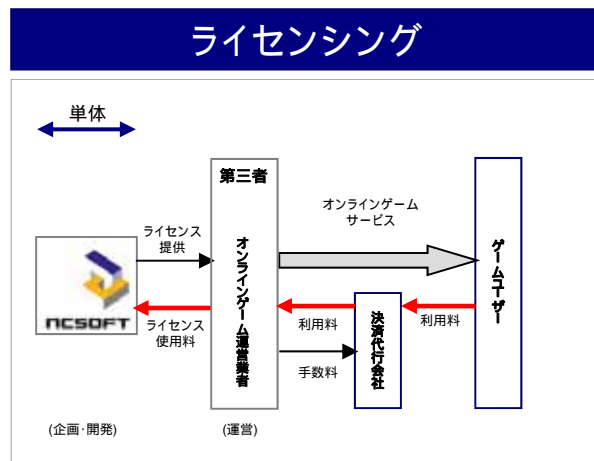 ライセンシング
単体
第三者
オンラインゲーム運営業者
ライセンス
提供
ライセンス
使用料
NCSOFT
オンラインゲーム
サービス
利用料
手数料
決済代行会社
利用料
ゲームユーザー
(企画・開発)
(運営)